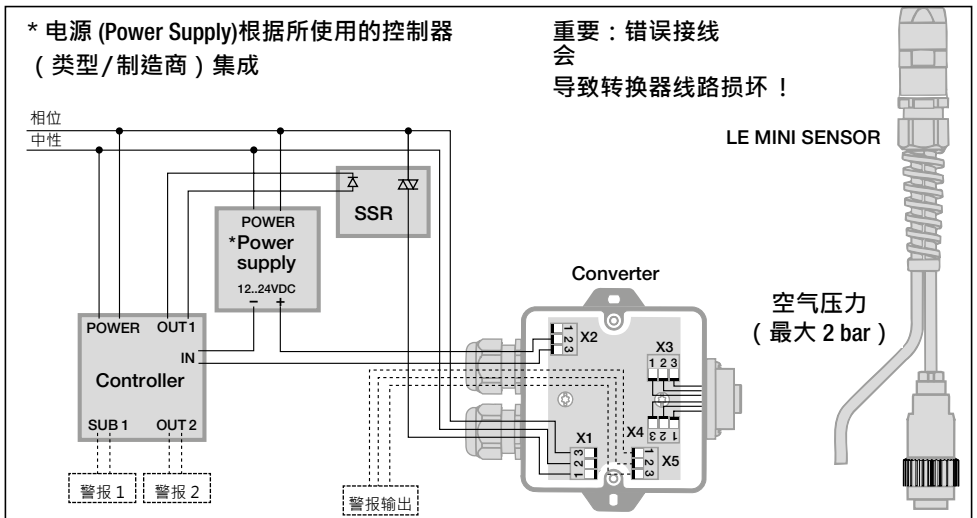 * 电源 (Power Supply)根据所使用的控制器
（类型/制造商）集成
重要：错误接线
会
导致转换器线路损坏！
相位
中性
LE MINI SENSOR
SSR
POWER
*Power
supply
12..24VDC
− +
Converter
空气压力
（最大 2 bar）
POWER OUT1
IN
Controller
SUB 1 OUT2
警报 1 警报 2
警报输出
1
2
3
X2
X3
1 2 3
X4
3 2 1
X1
3
2
1
1
2
3
X5